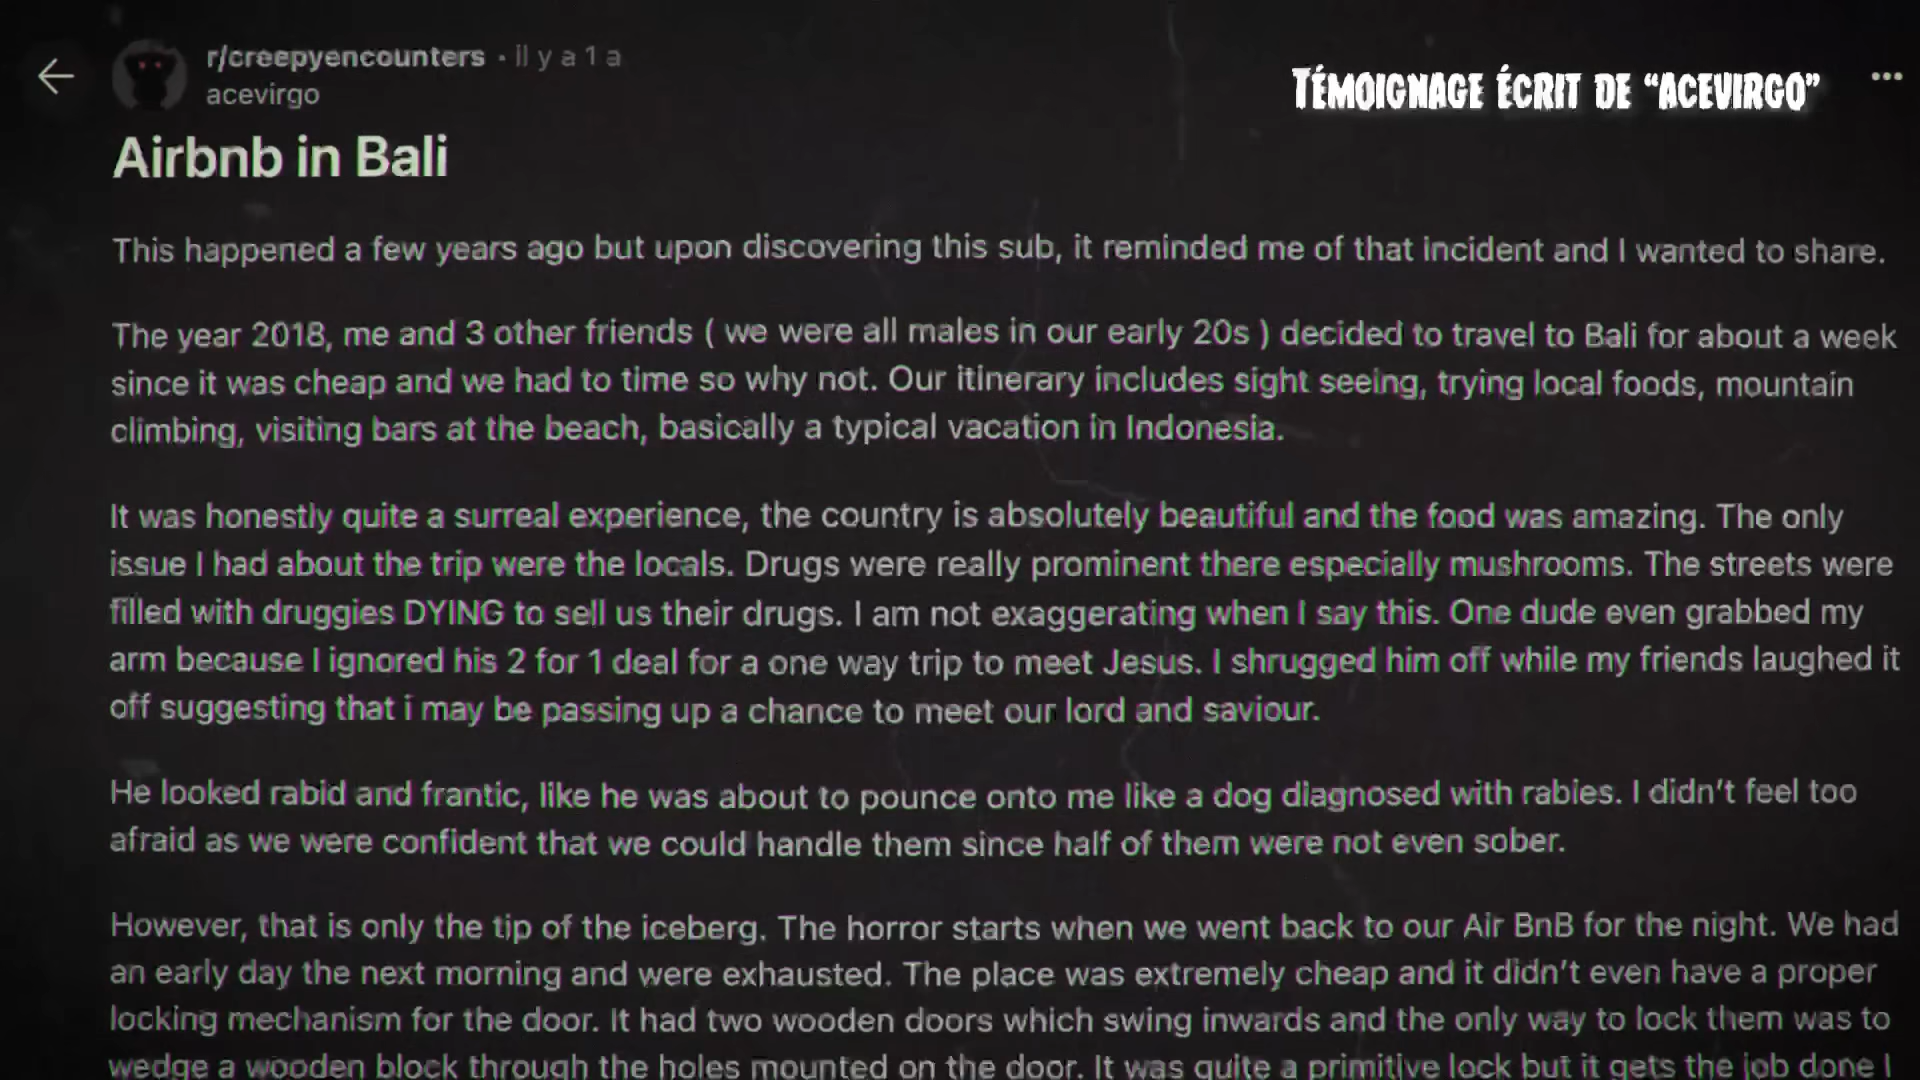 r/creepyencounters · il y a 1 a
acevirgo
TÉMOIGNAGE ÉCRIT DE “ACEVIRGO”
Airbnb in Bali
This happened a few years ago but upon discovering this sub, it reminded me of that incident and I wanted to share.
The year 2018, me and 3 other friends ( we were all males in our early 20s ) decided to travel to Bali for about a week
since it was cheap and we had to time so why not. Our itinerary includes sight seeing, trying local foods, mountain
climbing, visiting bars at the beach, basically a typical vacation in Indonesia.
It was honestly quite a surreal experience, the country is absolutely beautiful and the food was amazing. The only
issue I had about the trip were the locals. Drugs were really prominent there especially mushrooms. The streets were
filled with druggies DYING to sell us their drugs. I am not exaggerating when I say this. One dude even grabbed my
arm because I ignored his 2 for 1 deal for a one way trip to meet Jesus. I shrugged him off while my friends laughed it
off suggesting that i may be passing up a chance to meet our lord and saviour.
He looked rabid and frantic, like he was about to pounce onto me like a dog diagnosed with rabies. I didn’t feel too
afraid as we were confident that we could handle them since half of them were not even sober.
However, that is only the tip of the iceberg. The horror starts when we went back to our Air BnB for the night. We had
an early day the next morning and were exhausted. The place was extremely cheap and it didn’t even have a proper
locking mechanism for the door. It had two wooden doors which swing inwards and the only way to lock them was to
wedge a wooden block through the holes mounted on the door. It was quite a primitive lock but it gets the job done I